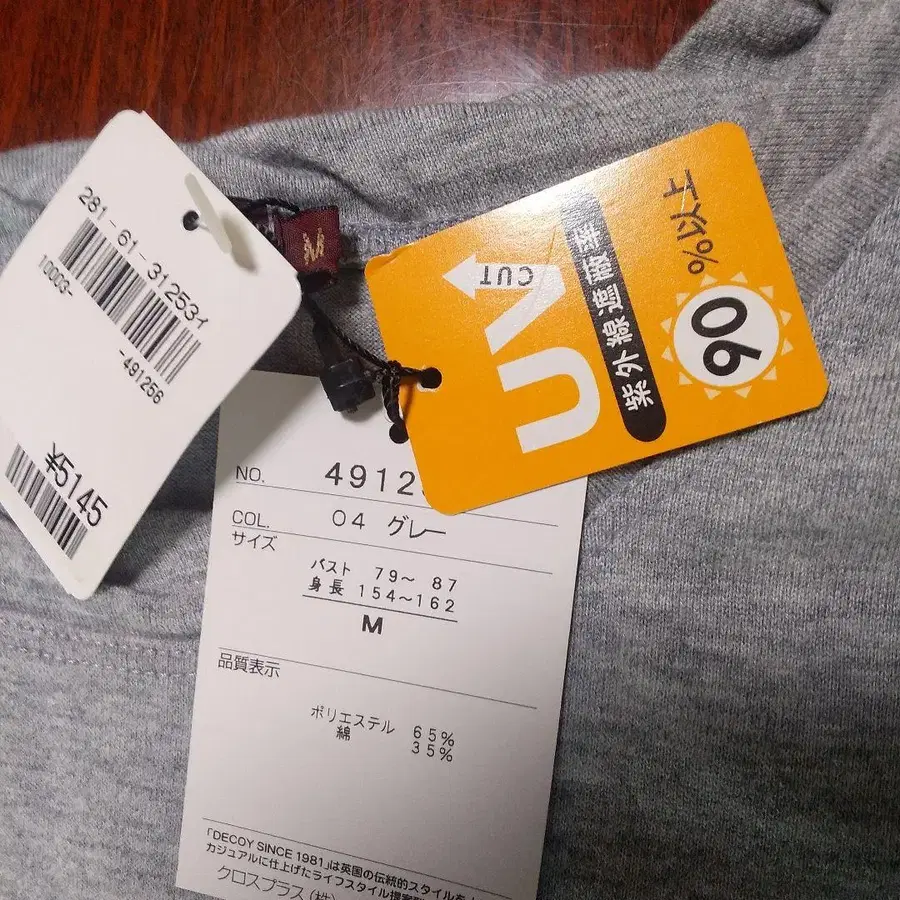 281-61-31253イ
10003-
-491256
¥5145
M
UV
CUT
紫外線遮蔽率
90
%以上
NO. 4912
COL. 04 グレー
サイズ
バスト 79～ 87
身長 154～162
M
品質表示
ポリエステル 65%
綿 35%
「DECOY SINCE 1981」は英国の伝統的スタイルを
カジュアルに仕上げたライフスタイル提案
クロスプラス(株)